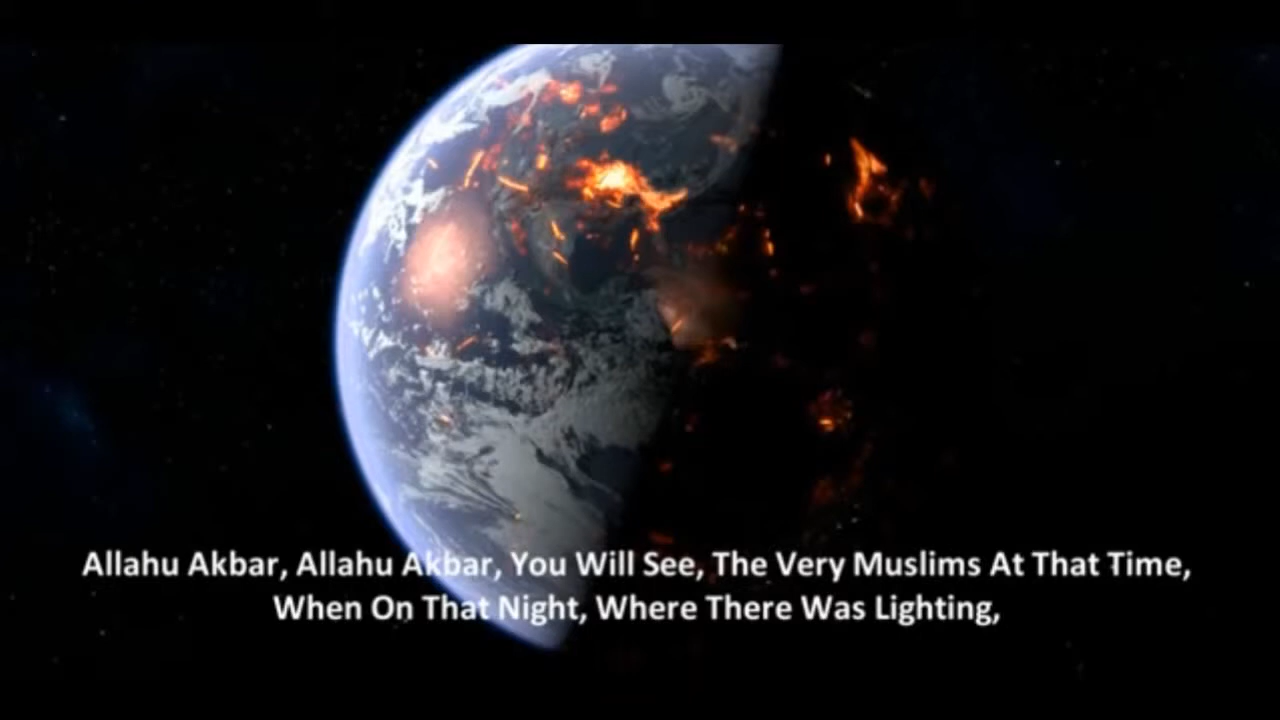 Allahu Akbar, Allahu Akbar, You Will See, The Very Muslims At That Time,
When On That Night, Where There Was Lighting,